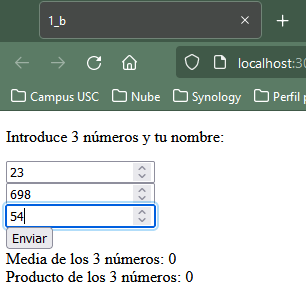 1_b
localhost:30
Campus USC
Nube
Synology
Perfil
Introduce 3 números y tu nombre:
23
698
54
Enviar
Media de los 3 números: 0
Producto de los 3 números: 0